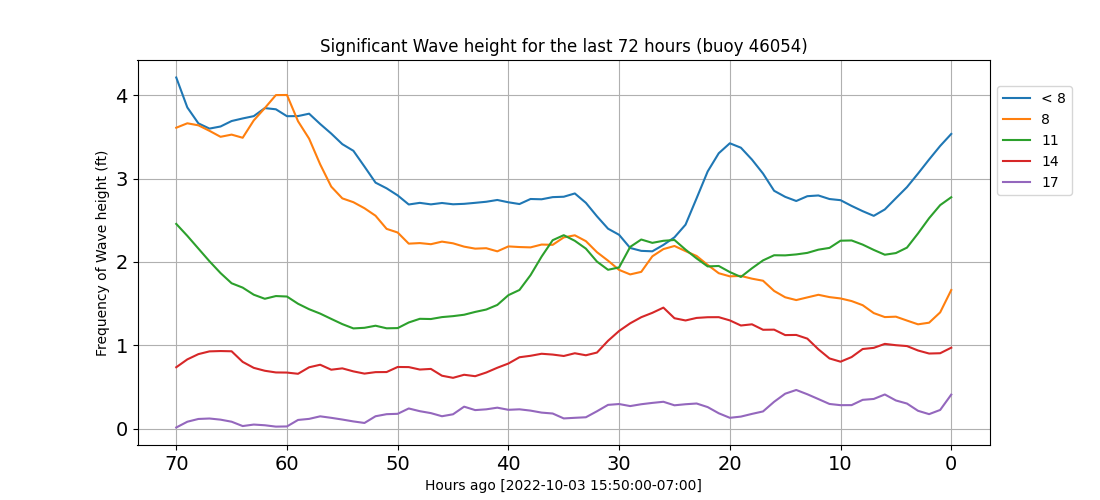 Significant Wave height for the last 72 hours (buoy 46054)
Frequency of Wave height (ft)
4
3
2
1
0
70 60 50 40 30 20 10 0
Hours ago [2022-10-03 15:50:00-07:00]
< 8
8
11
14
17